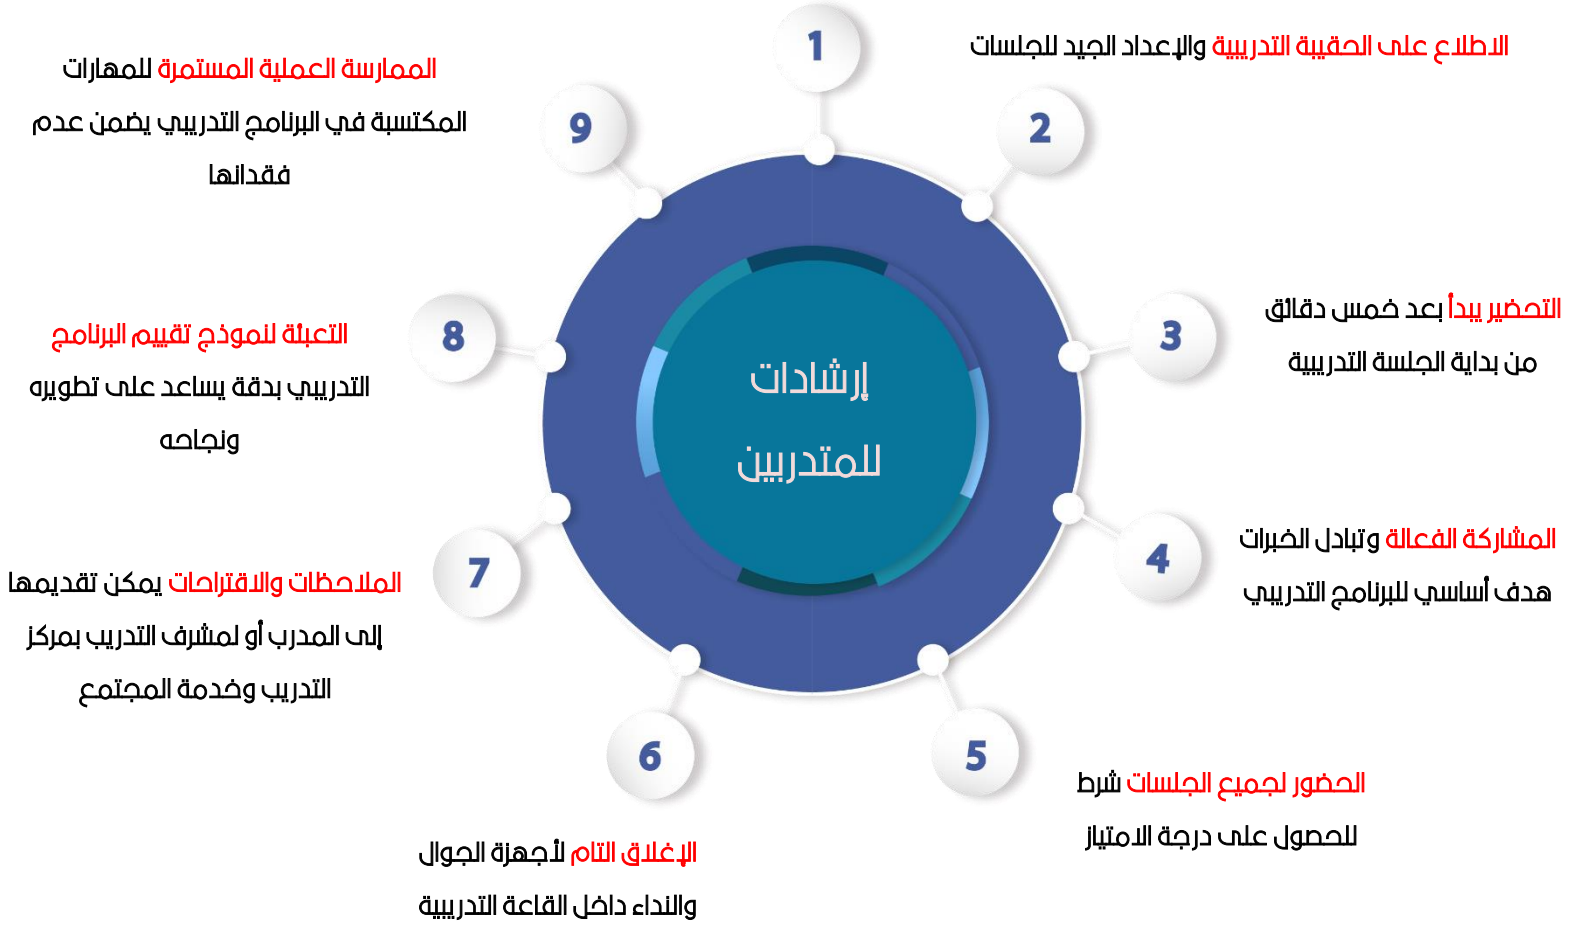 إرشادات
للمتدربين
1
الاطلاع على الحقيبة التدريبية والإعداد الجيد للجلسات
2
3
التحضير يبدأ بعد خمس دقائق
من بداية الجلسة التدريبية
4
المشاركة الفعالة وتبادل الخبرات
هدف أساسي للبرنامج التدريبي
5
الحضور لجميع الجلسات شرط
للحصول على درجة الامتياز
6
الإغلاق التام لأجهزة الجوال
والنداء داخل القاعة التدريبية
7
الملاحظات والاقتراحات يمكن تقديمها
إلى المدرب أو لمشرف التدريب بمركز
التدريب وخدمة المجتمع
8
التعبئة لنموذج تقييم البرنامج
التدريبي بدقة يساعد على تطويره
ونجاحه
9
الممارسة العملية المستمرة للمهارات
المكتسبة في البرنامج التدريبي يضمن عدم
فقدانها